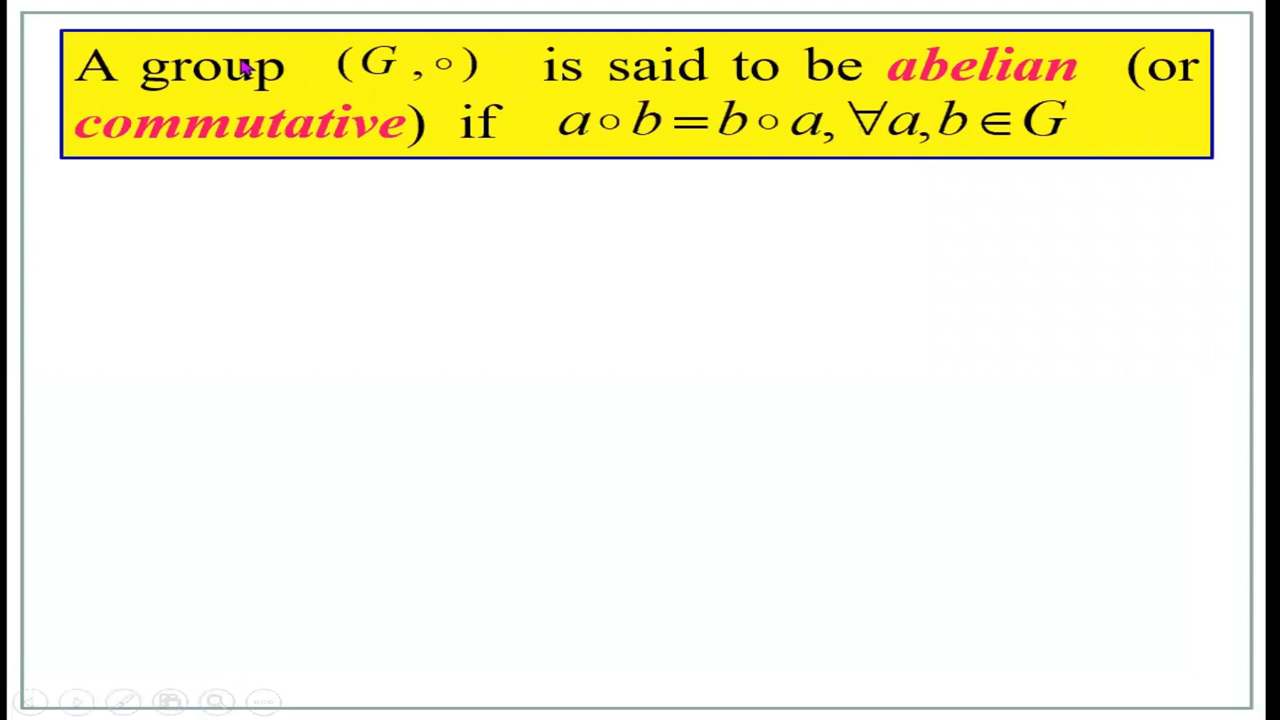 A group (G , ∘) is said to be abelian (or
commutative) if a ∘ b = b ∘ a, ∀a, b ∈ G